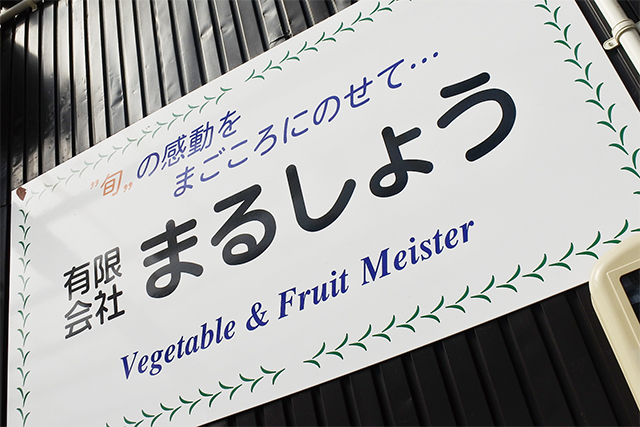 "旬"の感動を
まごころにのせて…
有限
会社
まるしょう
Vegetable & Fruit Meister